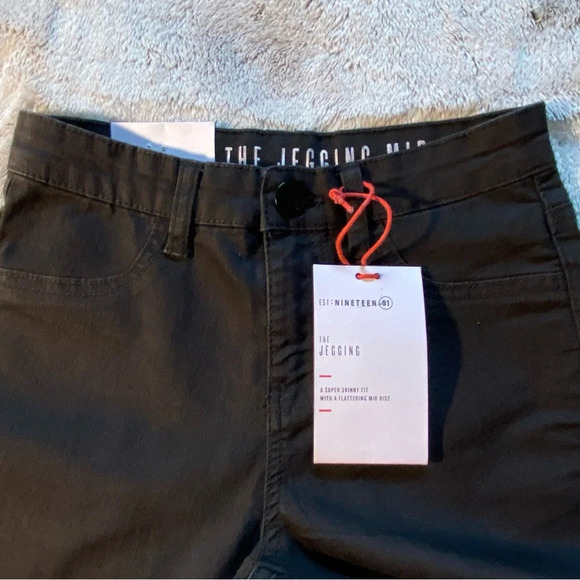 THE JEGGING MID
EST : NINETEEN 91
THE
JEGGING
A SUPER SKINNY FIT
WITH A FLATTERING MID RISE